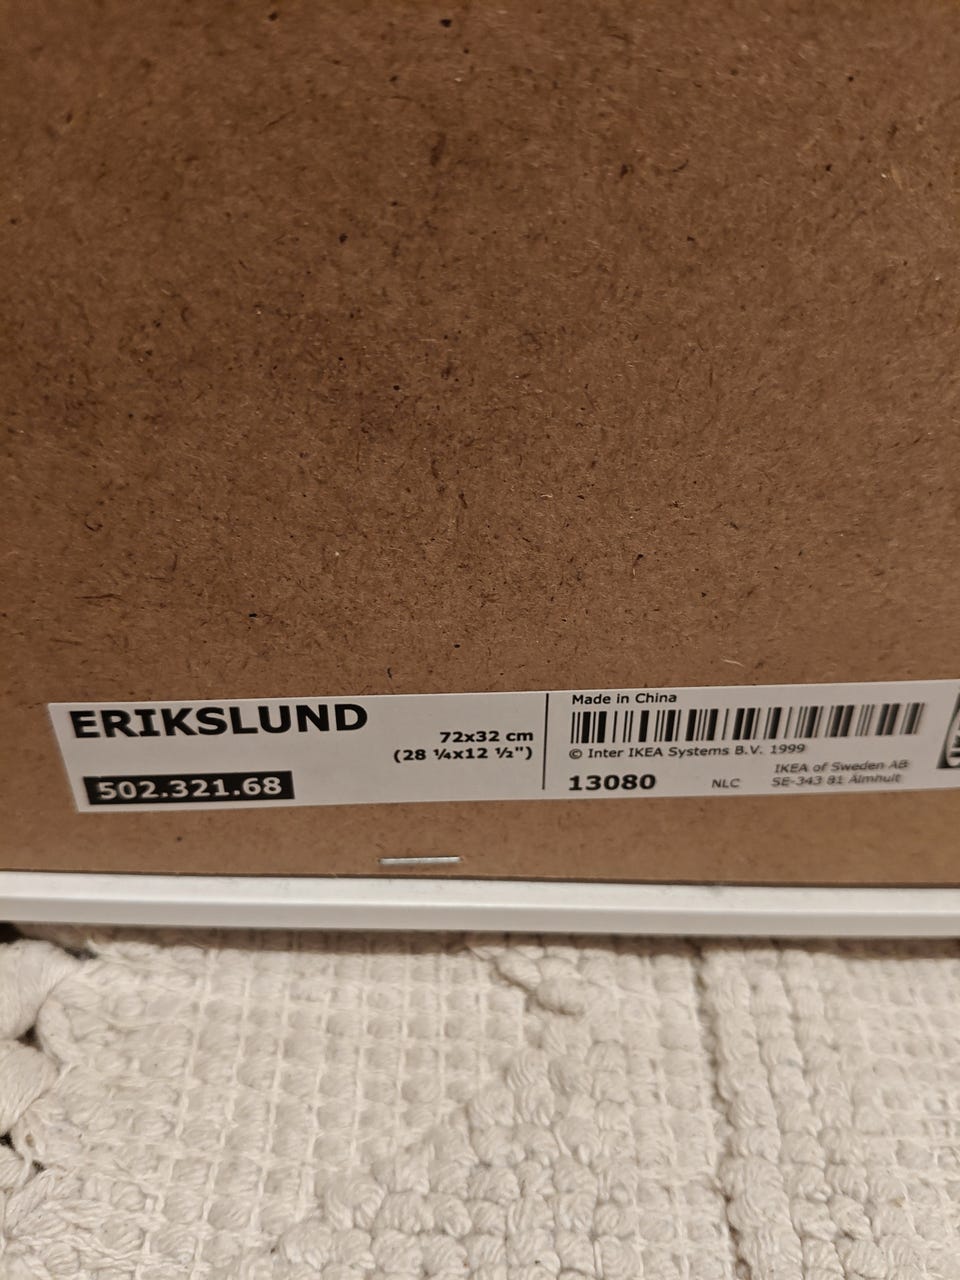 ERIKSLUND
72x32 cm
(28 ¼x12 ½")
502.321.68
Made in China
© Inter IKEA Systems B.V. 1999
13080
NLC
IKEA of Sweden AB
SE-343 81 Älmhult